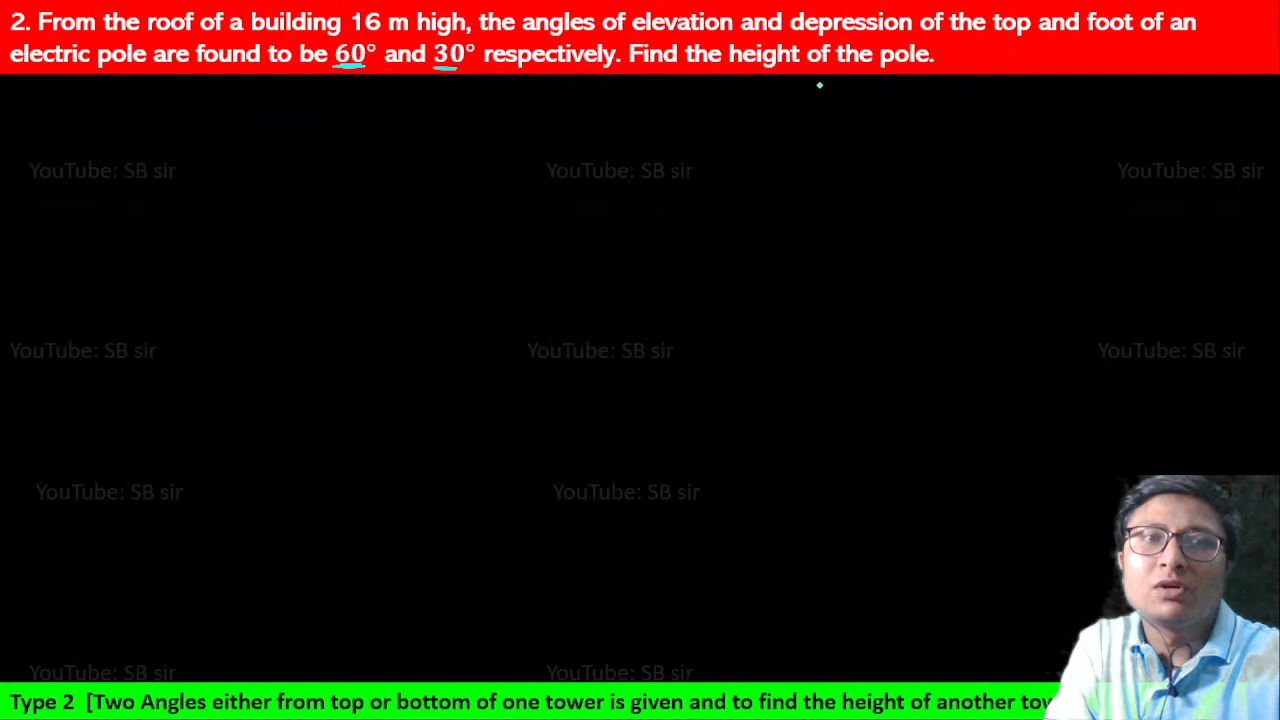 2. From the roof of a building 16 m high, the angles of elevation and depression of the top and foot of an
electric pole are found to be 60° and 30° respectively. Find the height of the pole.
YouTube: SB sir YouTube: SB sir YouTube: SB sir
YouTube: SB sir YouTube: SB sir YouTube: SB sir
YouTube: SB sir YouTube: SB sir
YouTube: SB sir YouTube: SB sir
Type 2 [Two Angles either from top or bottom of one tower is given and to find the height of another